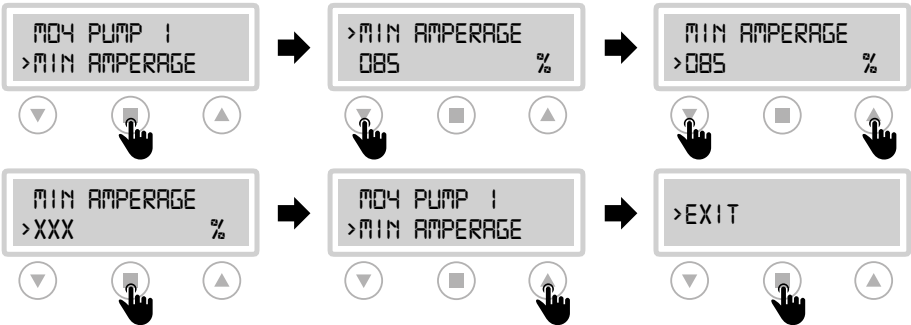 M04 PUMP 1
>MIN AMPERAGE
>MIN AMPERAGE
085 %
MIN AMPERAGE
>085 %
MIN AMPERAGE
>XXX %
M04 PUMP 1
>MIN AMPERAGE
>EXIT